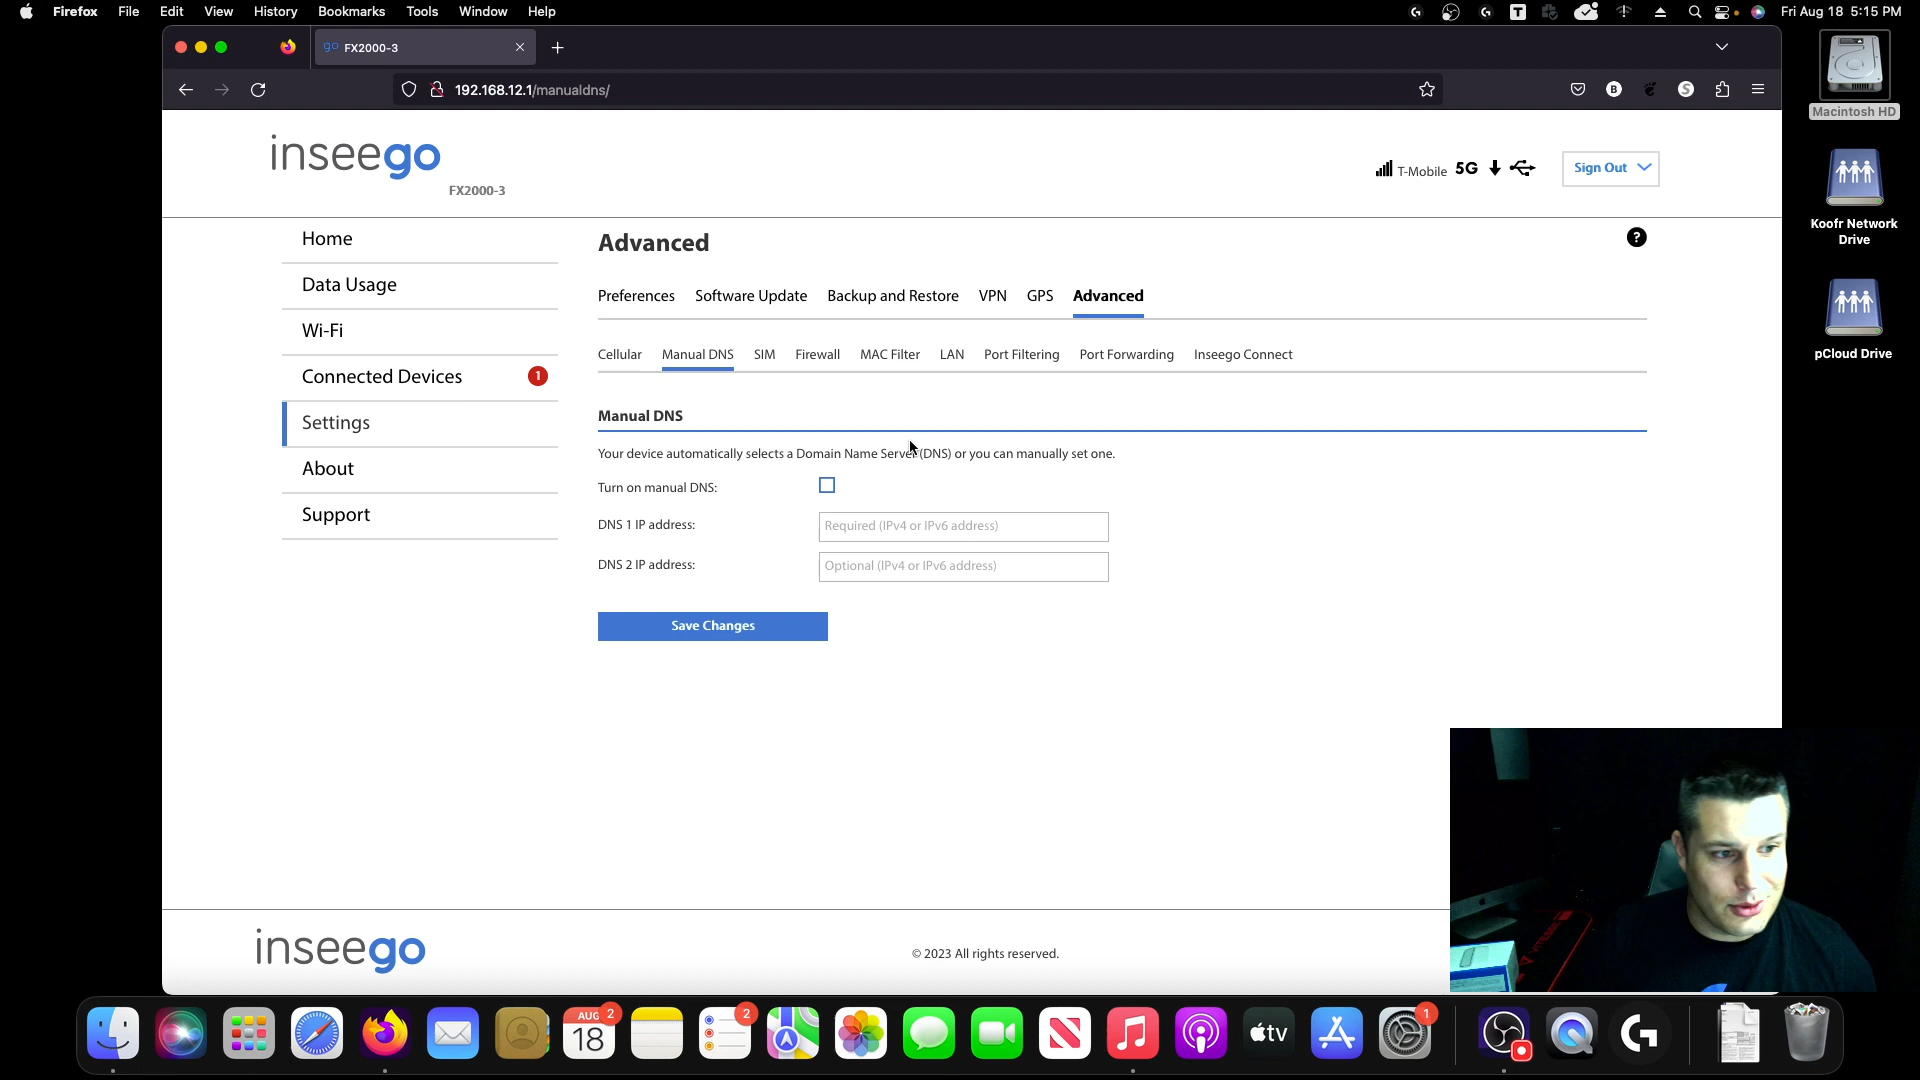 Firefox File Edit View History Bookmarks Tools Window Help
T
Fri Aug 18 5:15 PM
go FX2000-3
192.168.12.1/manualdns/
B
S
Macintosh HD
Koofr Network
Drive
pCloud Drive
inseego
FX2000-3
T-Mobile 5G
Sign Out
Home
Data Usage
Wi-Fi
Connected Devices 1
Settings
About
Support
Advanced
?
Preferences Software Update Backup and Restore VPN GPS Advanced
Cellular Manual DNS SIM Firewall MAC Filter LAN Port Filtering Port Forwarding Inseego Connect
Manual DNS
Your device automatically selects a Domain Name Server (DNS) or you can manually set one.
Turn on manual DNS:
DNS 1 IP address: Required (IPv4 or IPv6 address)
DNS 2 IP address: Optional (IPv4 or IPv6 address)
Save Changes
inseego
© 2023 All rights reserved.
AUG
18
2
2
tv
1